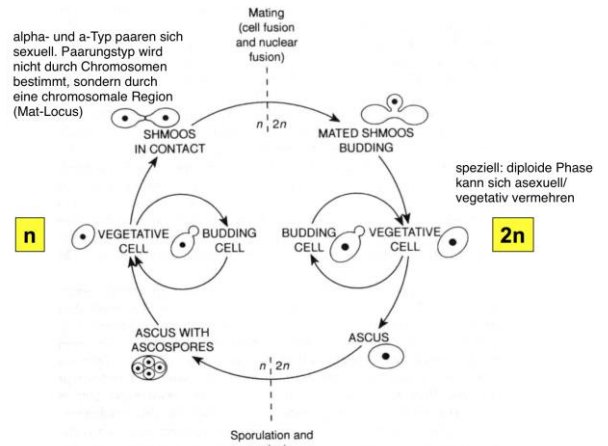 alpha- und a-Typ paaren sich
sexuell. Paarungstyp wird
nicht durch Chromosomen
bestimmt, sondern durch
eine chromosomale Region
(Mat-Locus)
Mating
(cell fusion
and nuclear
fusion)
n 2n
SHMOOS
IN CONTACT
MATED SHMOOS
BUDDING
speziell: diploide Phase
kann sich asexuell/
vegetativ vermehren
n
VEGETATIVE
CELL
BUDDING
CELL
BUDDING
CELL
VEGETATIVE
CELL
2n
ASCUS WITH
ASCOSPORES
ASCUS
n 2n
Sporulation and